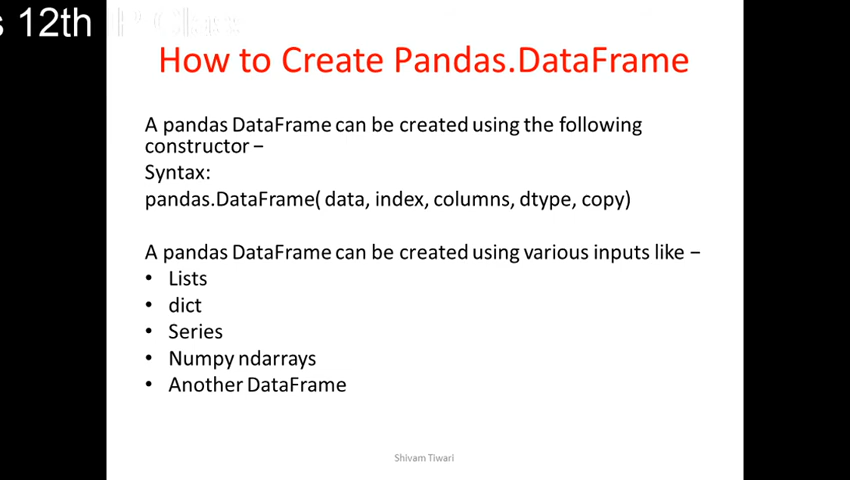 s 12th IP Class
How to Create Pandas.DataFrame
A pandas DataFrame can be created using the following
constructor −
Syntax:
pandas.DataFrame( data, index, columns, dtype, copy)
A pandas DataFrame can be created using various inputs like −
• Lists
• dict
• Series
• Numpy ndarrays
• Another DataFrame
Shivam Tiwari